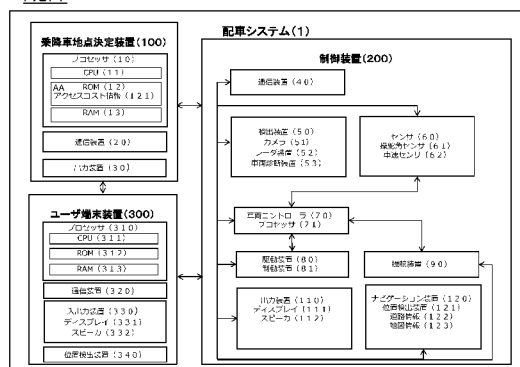 配車システム(1)
乗降車地点決定装置(100)
プロセッサ(10)
CPU(11)
AA
ROM(12)
アクセスコスト情報(121)
RAM(13)
通信装置(20)
出力装置(30)
ユーザ端末装置(300)
プロセッサ(310)
CPU(311)
ROM(312)
RAM(313)
通信装置(320)
入出力装置(330)
ディスプレイ(331)
スピーカ(332)
位置検出装置(340)
制御装置(200)
通信装置(40)
検出装置(50)
カメラ(51)
レーダ装置(52)
車両診断装置(53)
センサ(60)
操舵角センサ(61)
車速センサ(62)
車両コントローラ(70)
プロセッサ(71)
駆動装置(80)
制動装置(81)
操舵装置(90)
出力装置(110)
ディスプレイ(111)
スピーカ(112)
ナビゲーション装置(120)
位置検出装置(121)
道路情報(122)
地図情報(123)